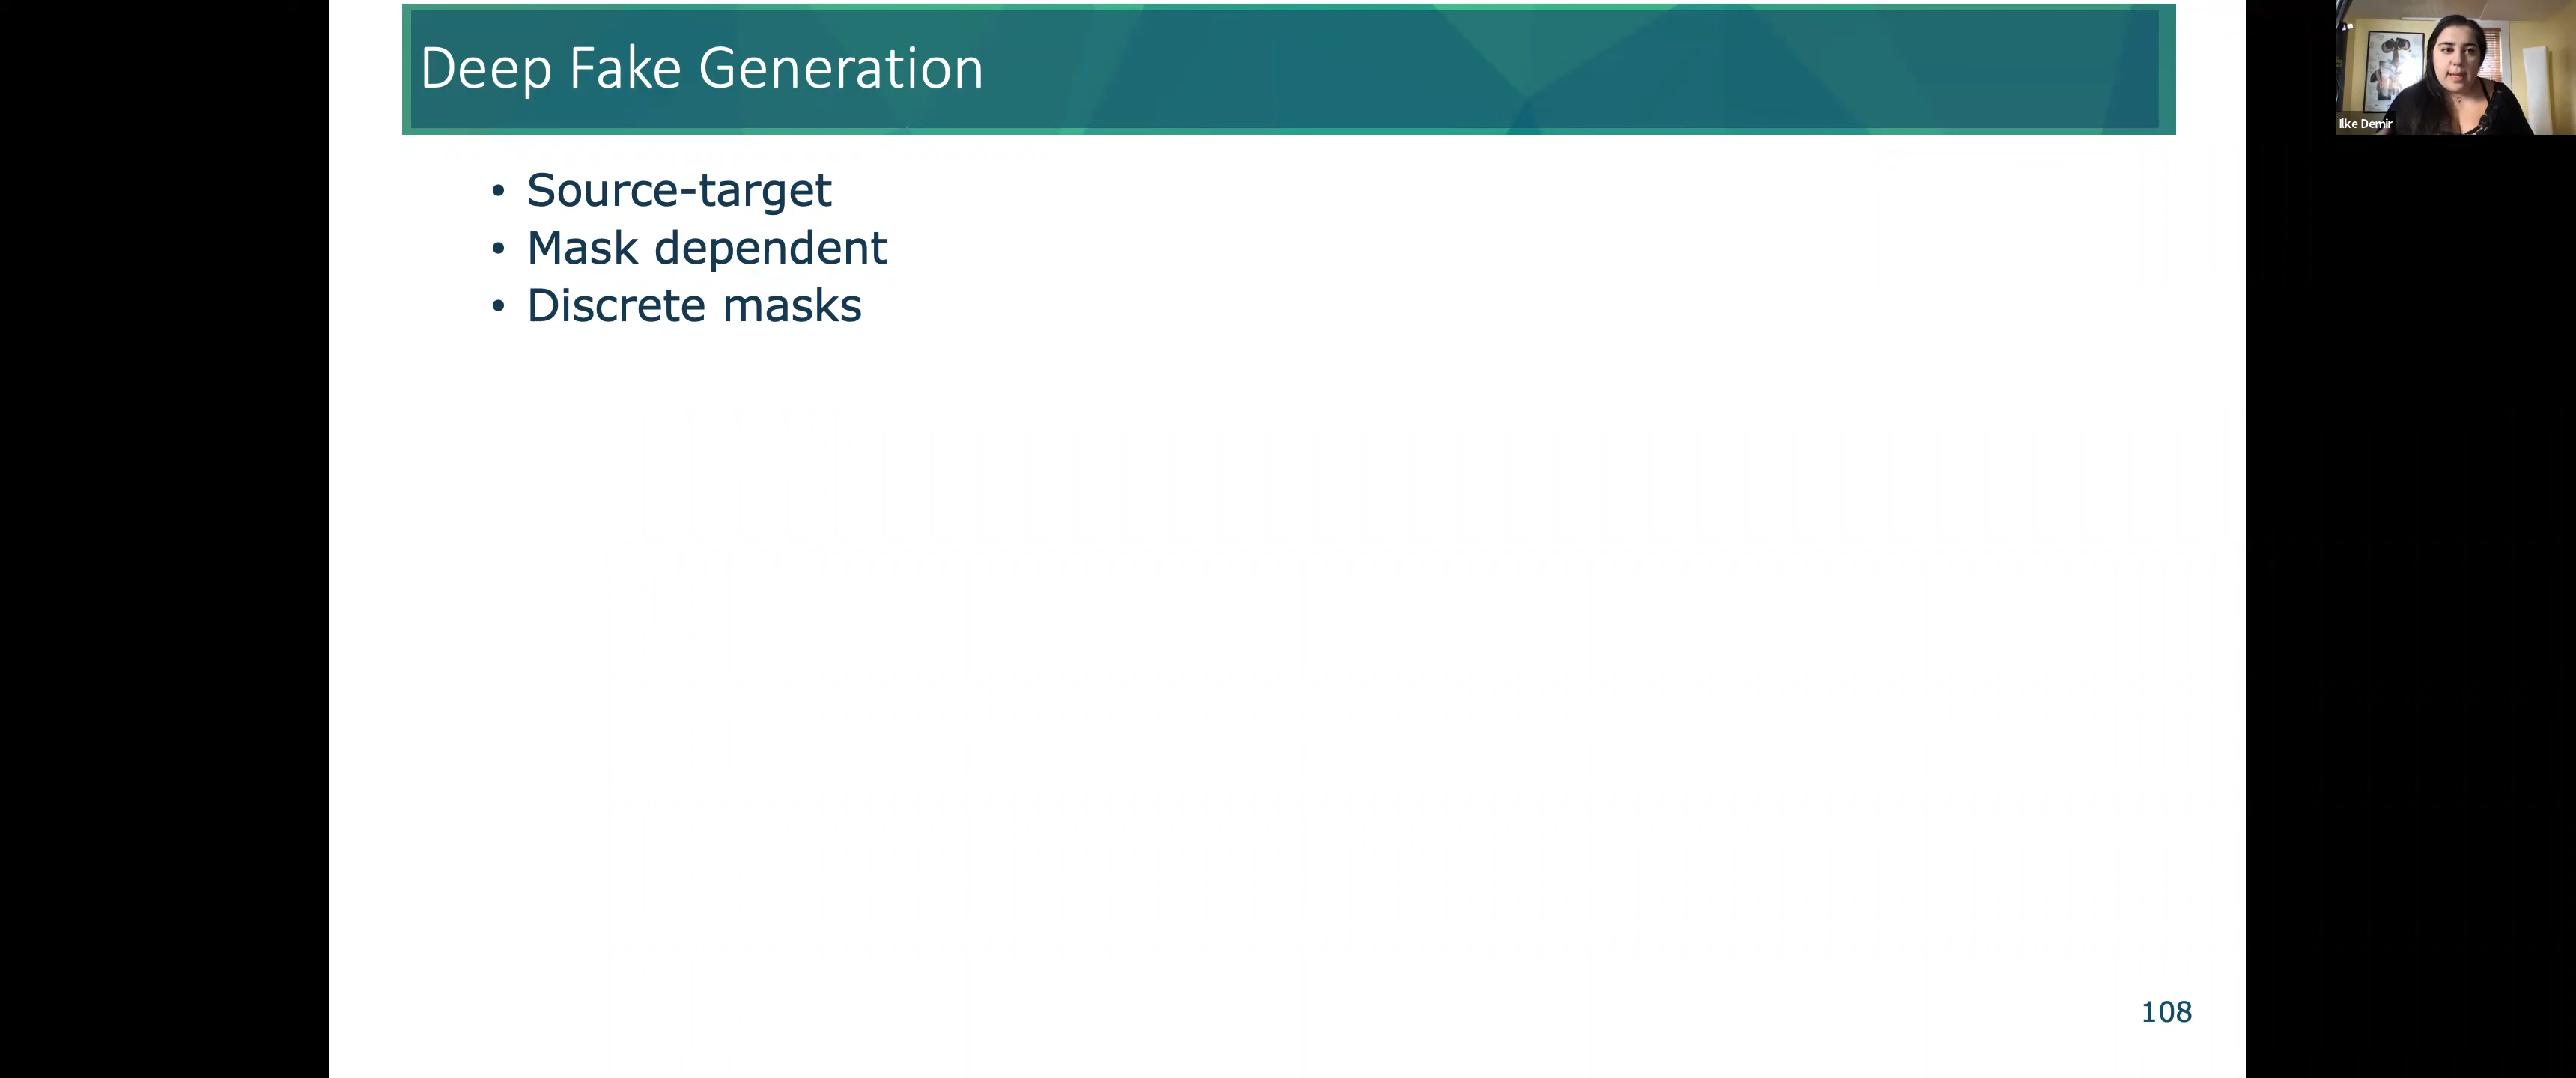 Deep Fake Generation
• Source-target
• Mask dependent
• Discrete masks
Ilke Demir
108